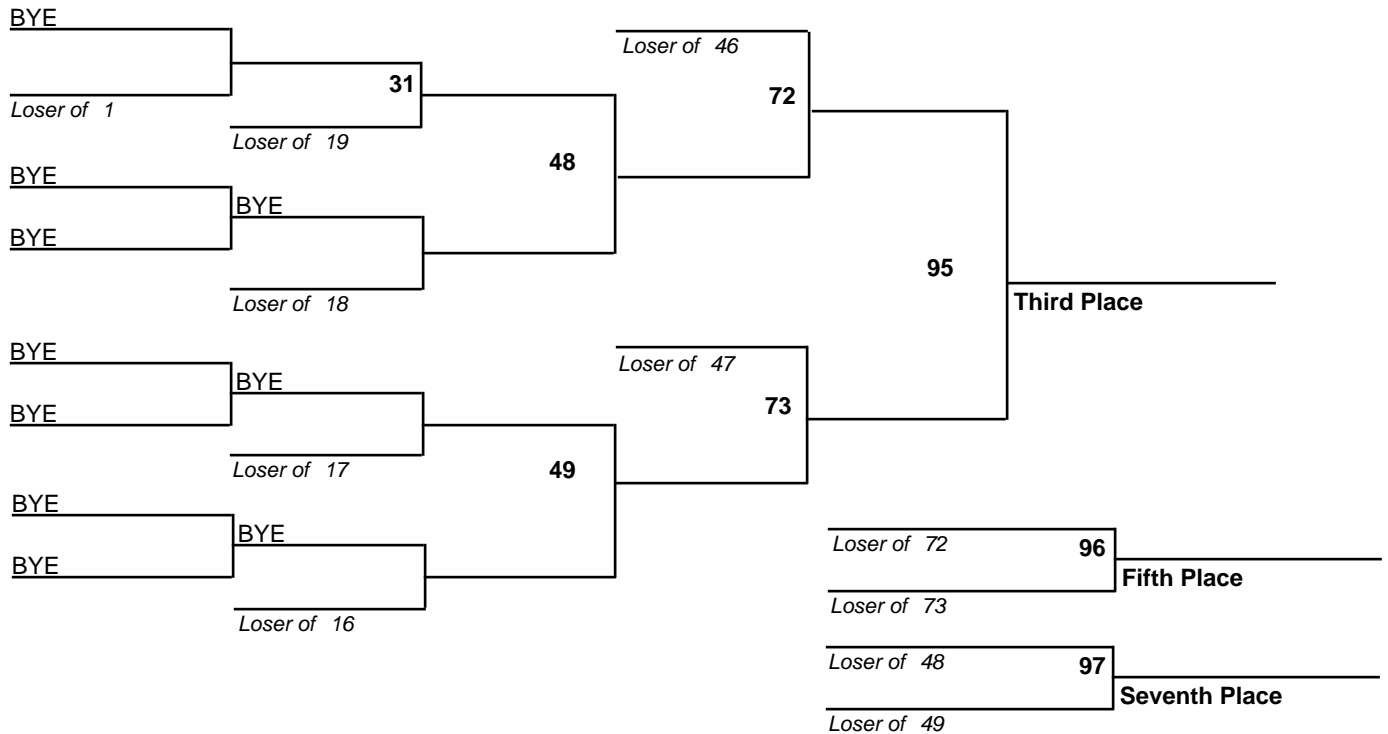 BYE
Loser of 46
31
72
Loser of 1
Loser of 19
48
BYE
BYE
BYE
95
Loser of 18
Third Place
BYE
Loser of 47
BYE
73
BYE
Loser of 17
49
BYE
BYE
Loser of 72
96
BYE
Fifth Place
Loser of 73
Loser of 16
Loser of 48
97
Seventh Place
Loser of 49